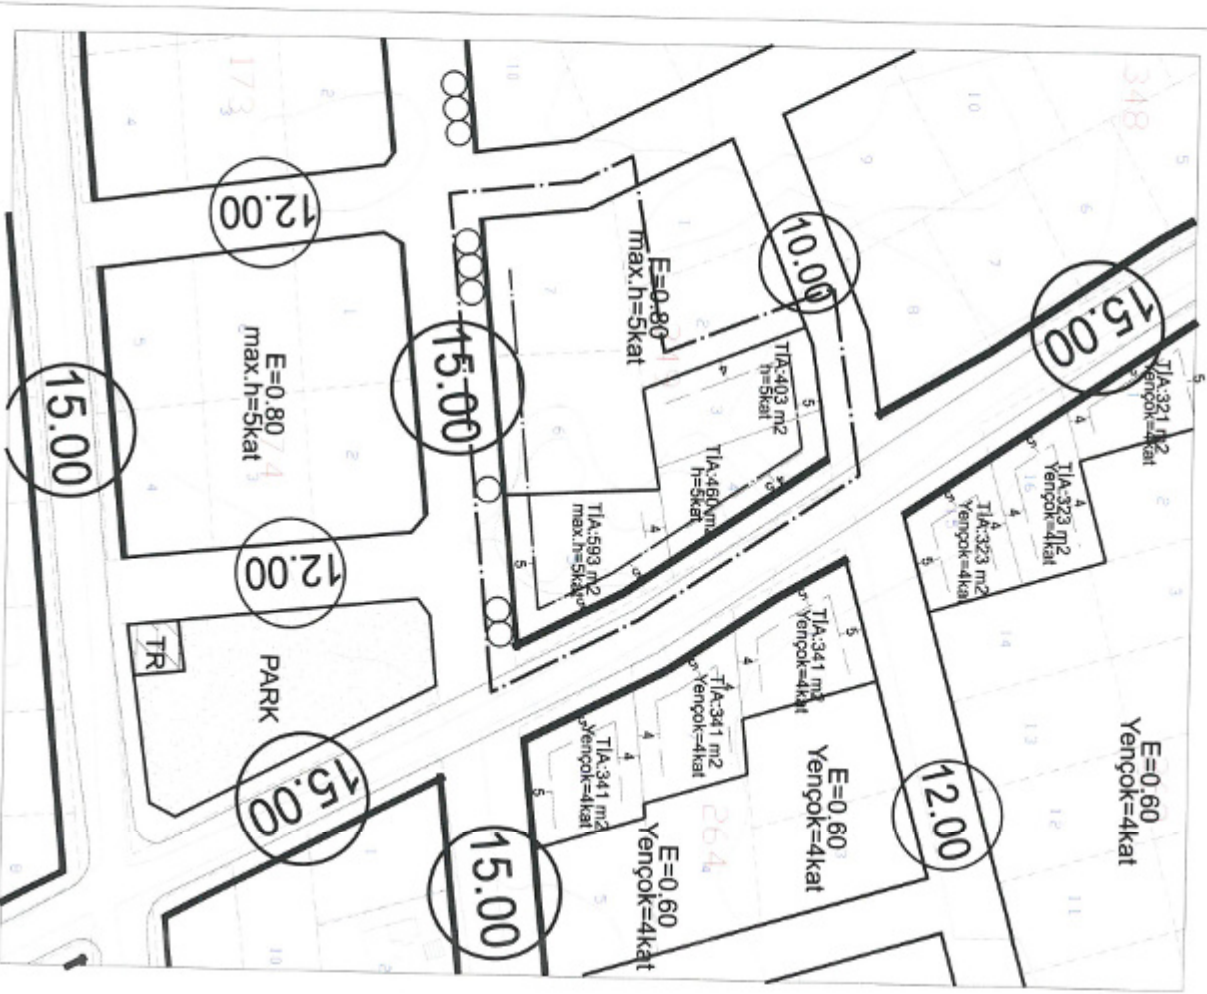 173
348
12.00
10.00
15.00
E=0.80
max.h=5kat
TİA:403 m2
h=5kat
TİA:460 m2
h=5kat
TİA:593 m2
max.h=5kat
15.00
E=0.80
max.h=5kat
15.00
12.00
TİA:321 m2
Yençok=4kat
TİA:323 m2
Yençok=4kat
TİA:323 m2
Yençok=4kat
TİA:341 m2
Yençok=4kat
TİA:341 m2
Yençok=4kat
TİA:341 m2
Yençok=4kat
TR
PARK
15.00
15.00
12.00
264
E=0.60
Yençok=4kat
E=0.60
Yençok=4kat
E=0.60
Yençok=4kat